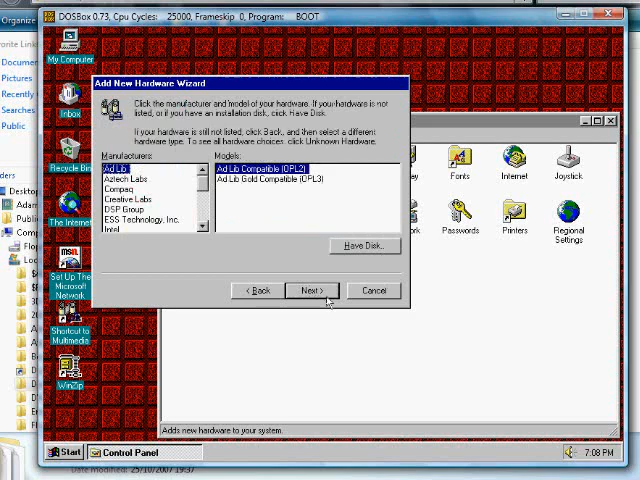 Organize
DOSBox 0.73, Cpu Cycles: 25000, Frameskip 0, Program: BOOT
My Computer
Inbox
Recycle Bin
The Internet
Set Up The
Microsoft
Network
Shortcut to
Multimedia
WinZip
Add New Hardware Wizard
Click the manufacturer and model of your hardware. If your hardware is not
listed, or if you have an installation disk, click Have Disk.
If your hardware is still not listed, click Back, and then select a different
hardware type. To see all hardware choices, click Unknown Hardware.
Manufacturers:
Models:
Ad Lib
Aztech Labs
Compaq
Creative Labs
DSP Group
ESS Technology, Inc.
Intel
Ad Lib Compatible (OPL2)
Ad Lib Gold Compatible (OPL3)
Have Disk...
< Back
Next >
Cancel
Fonts
Internet
Joystick
Passwords
Printers
Regional
Settings
Adds new hardware to your system.
Start
Control Panel
7:08 PM
Pictures
Searches
Public
Date modified: 25/10/2007 19:37